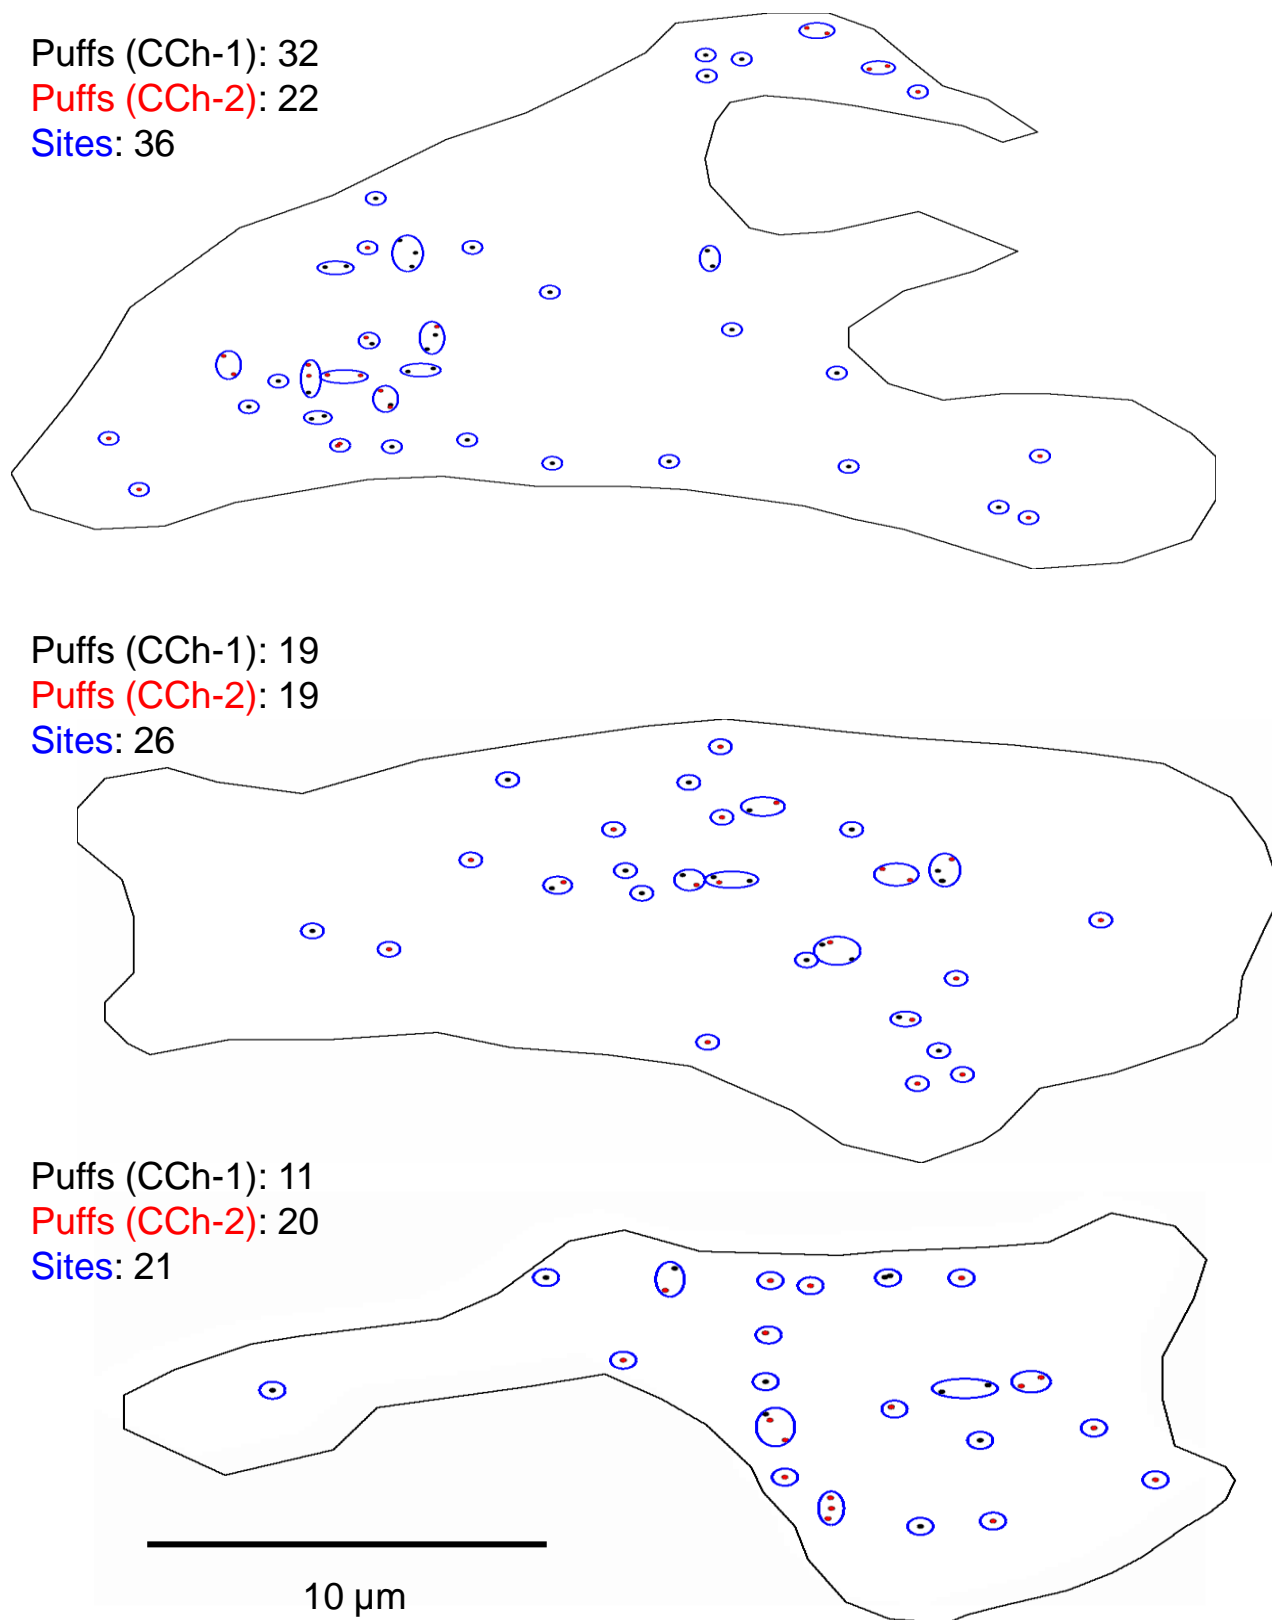 Puffs (CCh-1): 32
Puffs (CCh-2): 22
Sites: 36
Puffs (CCh-1): 19
Puffs (CCh-2): 19
Sites: 26
Puffs (CCh-1): 11
Puffs (CCh-2): 20
Sites: 21
10 µm